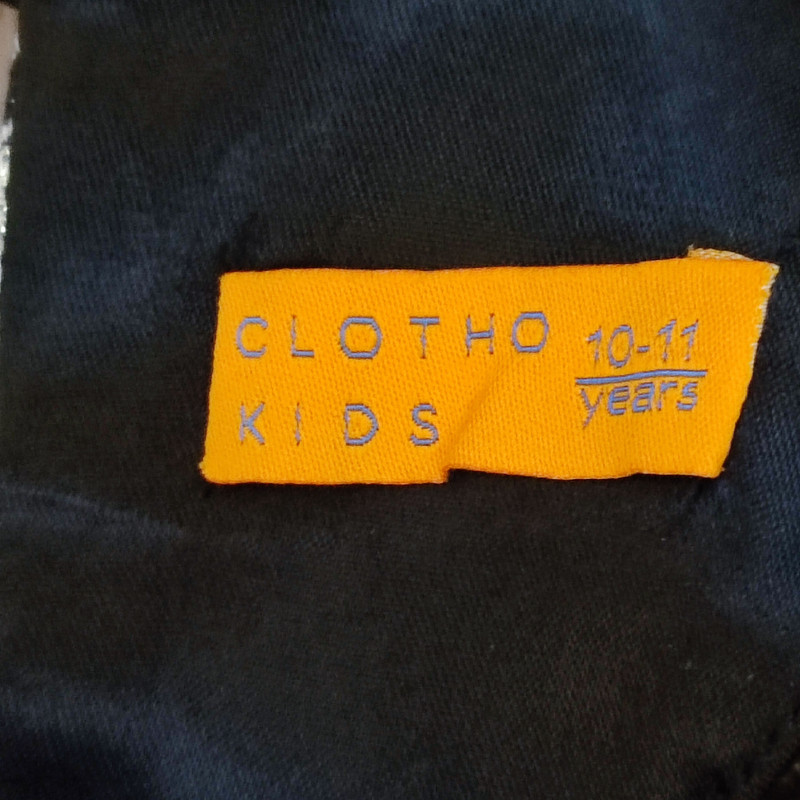 CLOTHO
KIDS
10-11
years